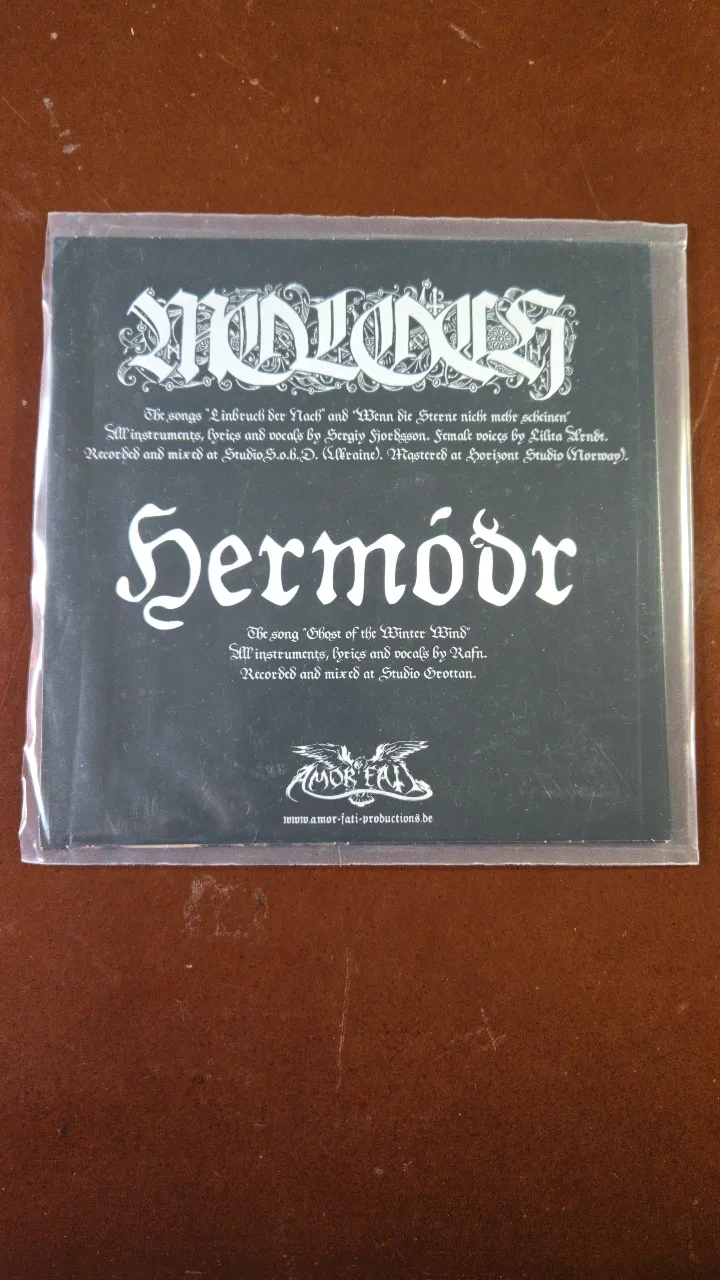 MOLOCH
The songs "Einbruch der Nach" and "Wenn die Sterne nicht mehr scheinen"
All instruments, lyrics and vocals by Sergiy Fjordsson. Female voices by Lilita Arndt.
Recorded and mixed at Studio S.o.h.D. (Ukraine). Mastered at Horizont Studio (Norway).
Hermóðr
The song "Ghost of the Winter Wind"
All instruments, lyrics and vocals by Rafn.
Recorded and mixed at Studio Grottan.
AMOR FATI
www.amor-fati-productions.de